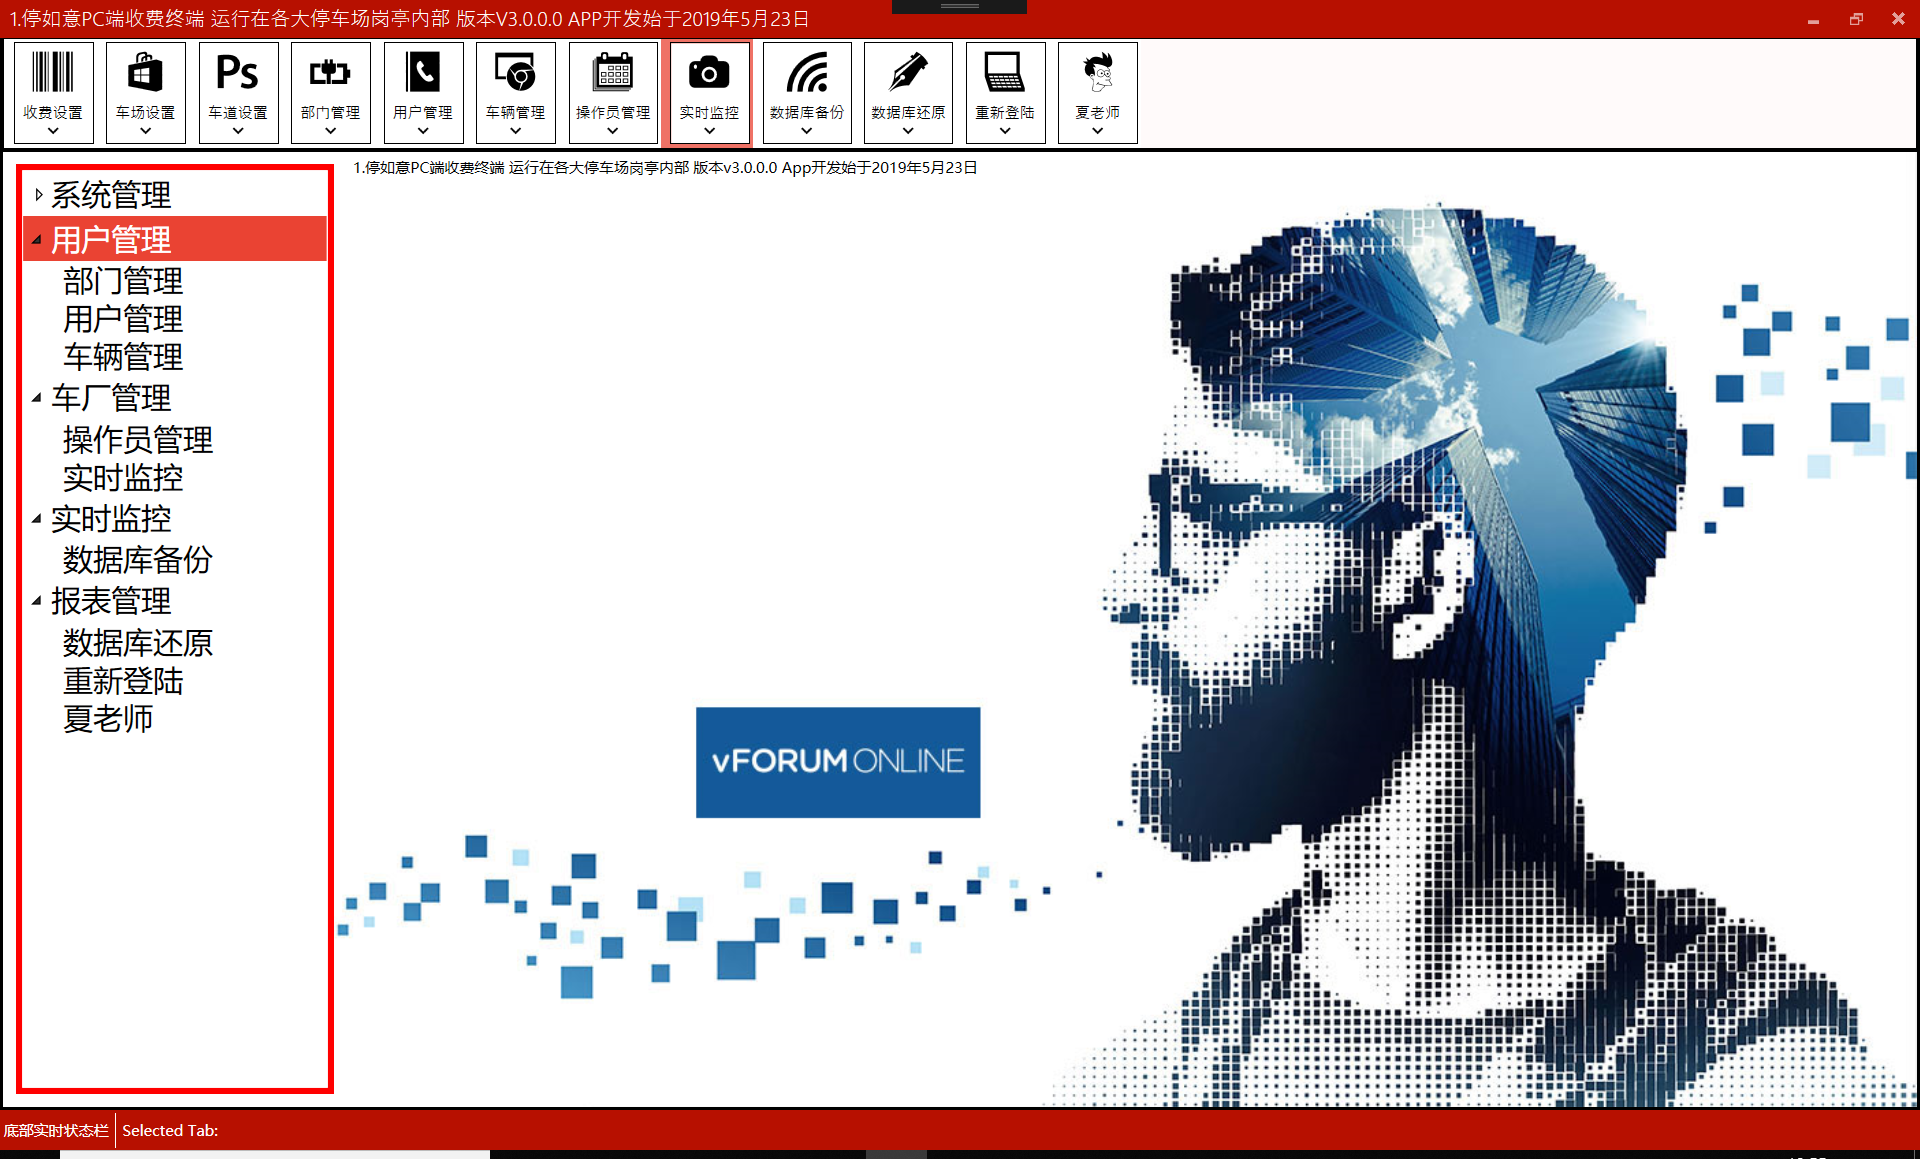 1.停如意PC端收费终端 运行在各大停车场岗亭内部 版本V3.0.0.0 APP开发始于2019年5月23日
Ps
收费设置
车场设置
车道设置
部门管理
用户管理
车辆管理
操作员管理
实时监控
数据库备份
数据库还原
重新登陆
夏老师
1.停如意PC端收费终端 运行在各大停车场岗亭内部 版本v3.0.0.0 App开发始于2019年5月23日
系统管理
用户管理
部门管理
用户管理
车辆管理
车厂管理
操作员管理
实时监控
实时监控
数据库备份
报表管理
数据库还原
重新登陆
夏老师
vFORUM ONLINE
底部实时状态栏
Selected Tab: